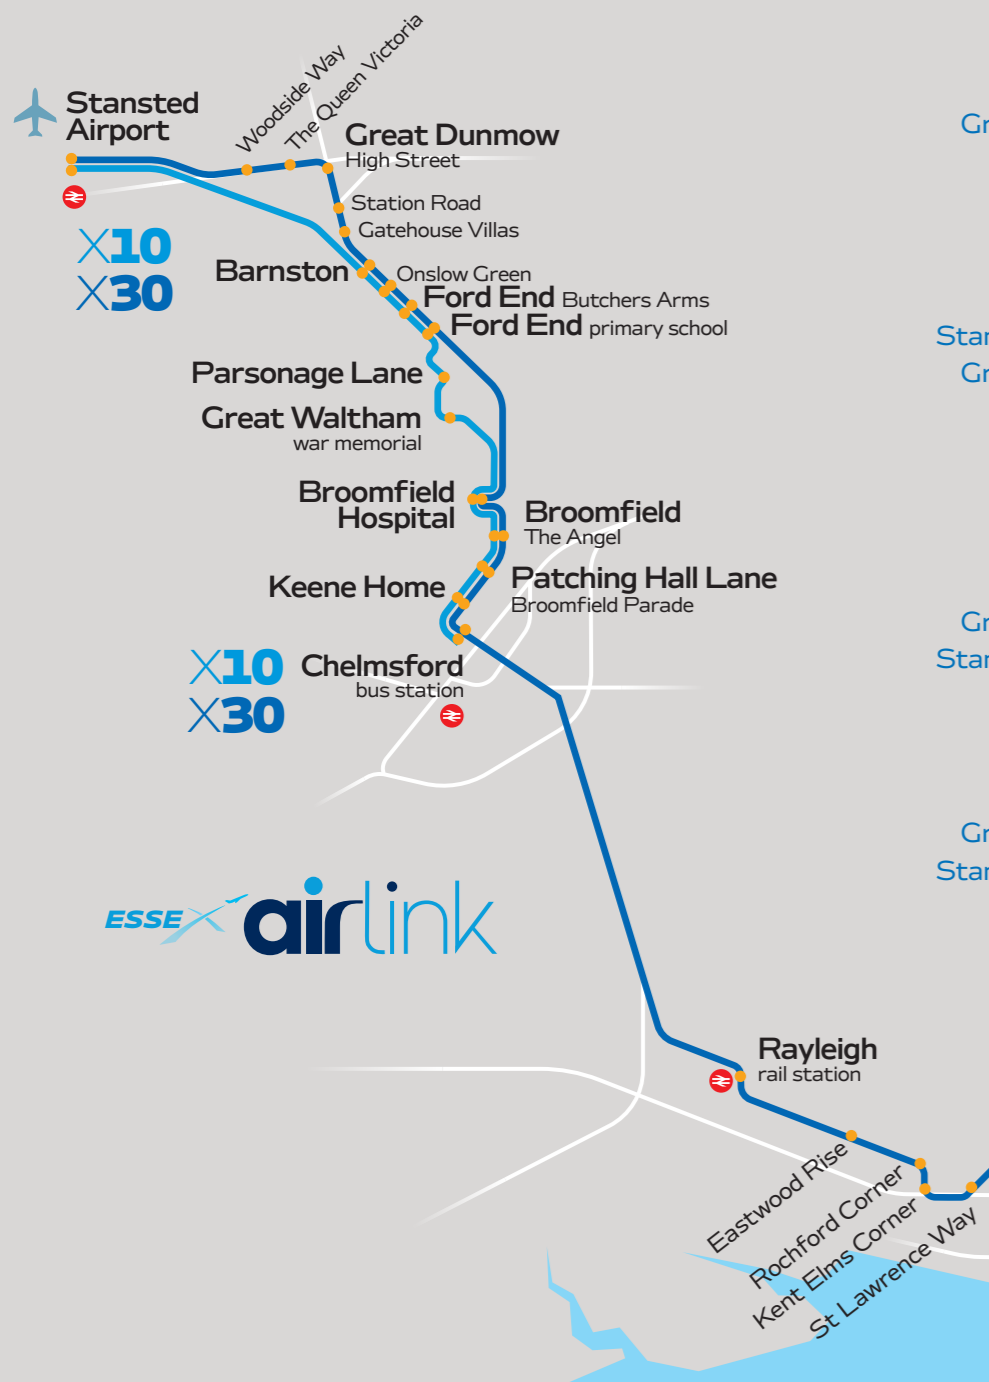 Woodside Way
The Queen Victoria
Stansted
Airport
Great Dunmow
High Street
Station Road
Gatehouse Villas
X10
X30
Barnston
Onslow Green
Ford End Butchers Arms
Ford End primary school
Parsonage Lane
Great Waltham
war memorial
Broomfield
Hospital
Broomfield
The Angel
Keene Home
Patching Hall Lane
Broomfield Parade
X10
X30
Chelmsford
bus station
ESSEX airlink
Rayleigh
rail station
Eastwood Rise
Rochford Corner
Kent Elms Corner
St Lawrence Way